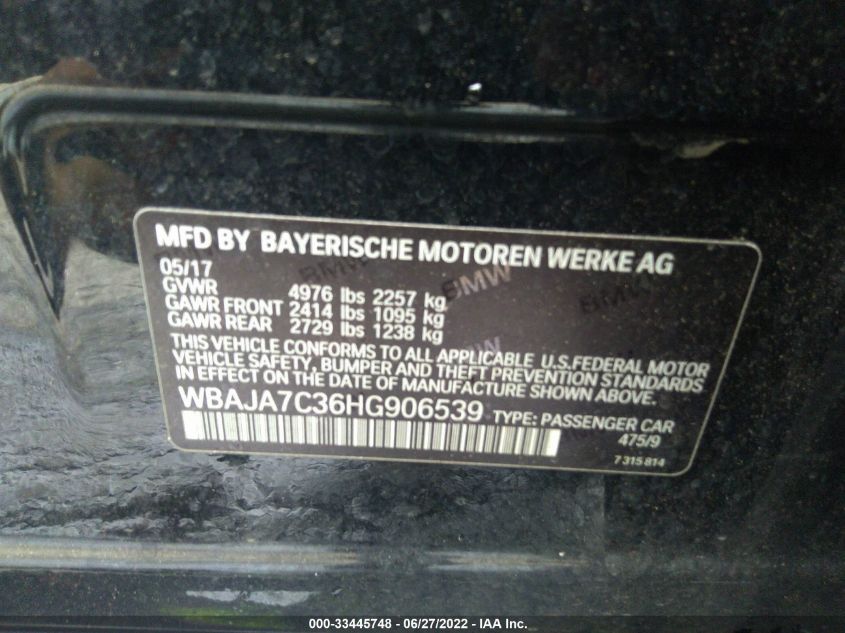 MFD BY BAYERISCHE MOTOREN WERKE AG
05/17
GVWR 4976 lbs 2257 kg
GAWR FRONT 2414 lbs 1095 kg
GAWR REAR 2729 lbs 1238 kg
THIS VEHICLE CONFORMS TO ALL APPLICABLE U.S.FEDERAL MOTOR
VEHICLE SAFETY, BUMPER AND THEFT PREVENTION STANDARDS
IN EFFECT ON THE DATE OF MANUFACTURE SHOWN ABOVE.
WBAJA7C36HG906539 TYPE: PASSENGER CAR
475/9
7 315 814
BMW
BMW
000-33445748 - 06/27/2022 - IAA Inc.